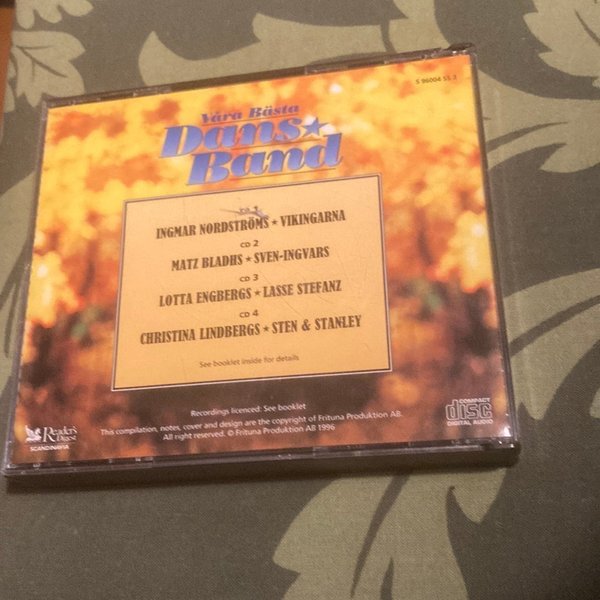 S 96004 55 2
Våra Bästa
Dans★
Band
CD 1
INGMAR NORDSTRÖMS ★ VIKINGARNA
CD 2
MATZ BLADHS ★ SVEN-INGVARS
CD 3
LOTTA ENGBERGS ★ LASSE STEFANZ
CD 4
CHRISTINA LINDBERGS ★ STEN & STANLEY
See booklet inside for details
Recordings licenced: See booklet
This compilation, notes, cover and design are the copyright of Frituna Produktion AB.
All right reserved. © Frituna Produktion AB 1996
Reader's
Digest
SCANDINAVIA
COMPACT
disc
DIGITAL AUDIO